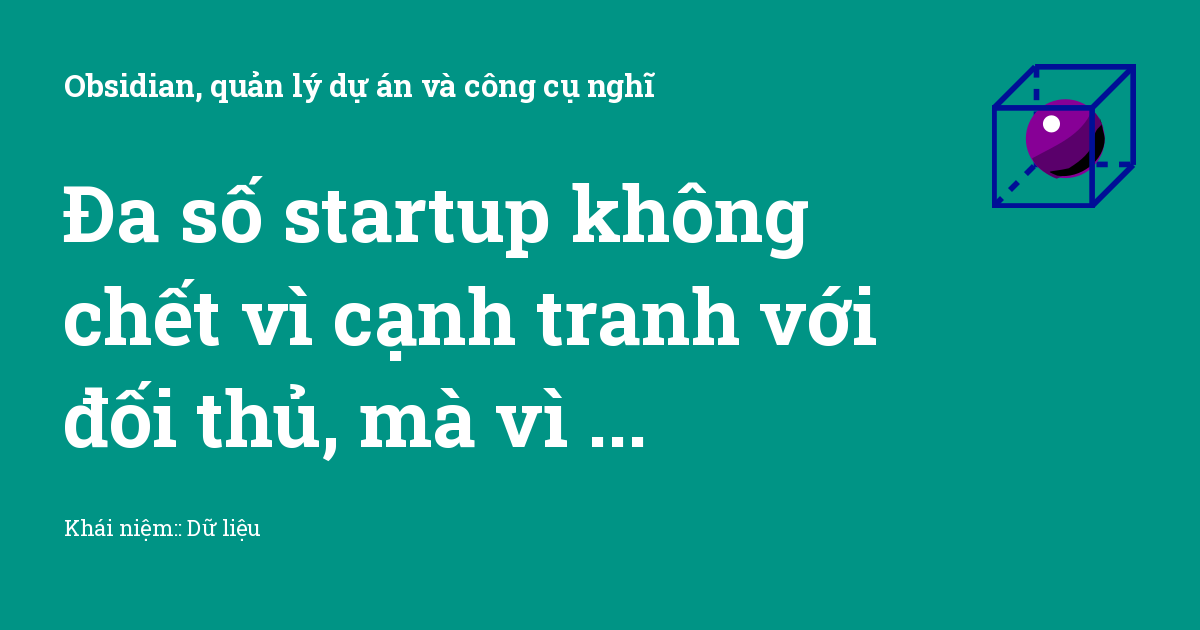 Obsidian, quản lý dự án và công cụ nghĩ
Đa số startup không
chết vì cạnh tranh với
đối thủ, mà vì ...
Khái niệm:: Dữ liệu